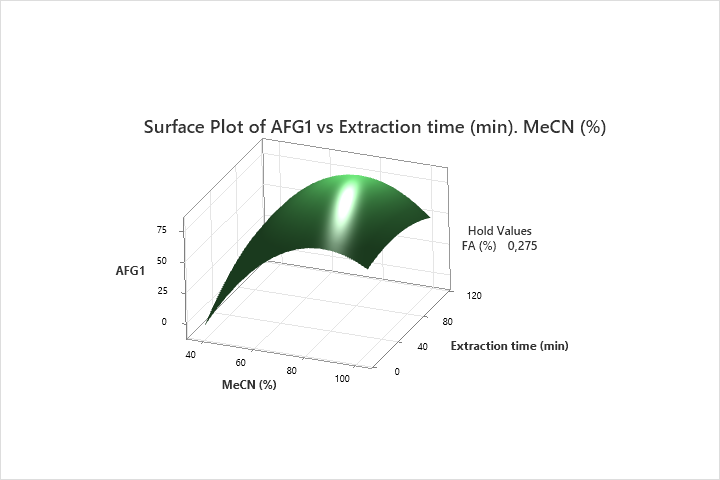 Surface Plot of AFG1 vs Extraction time (min). MeCN (%)
Hold Values
FA (%) 0,275
75
50
25
0
AFG1
120
80
40
0
Extraction time (min)
40
60
80
100
MeCN (%)